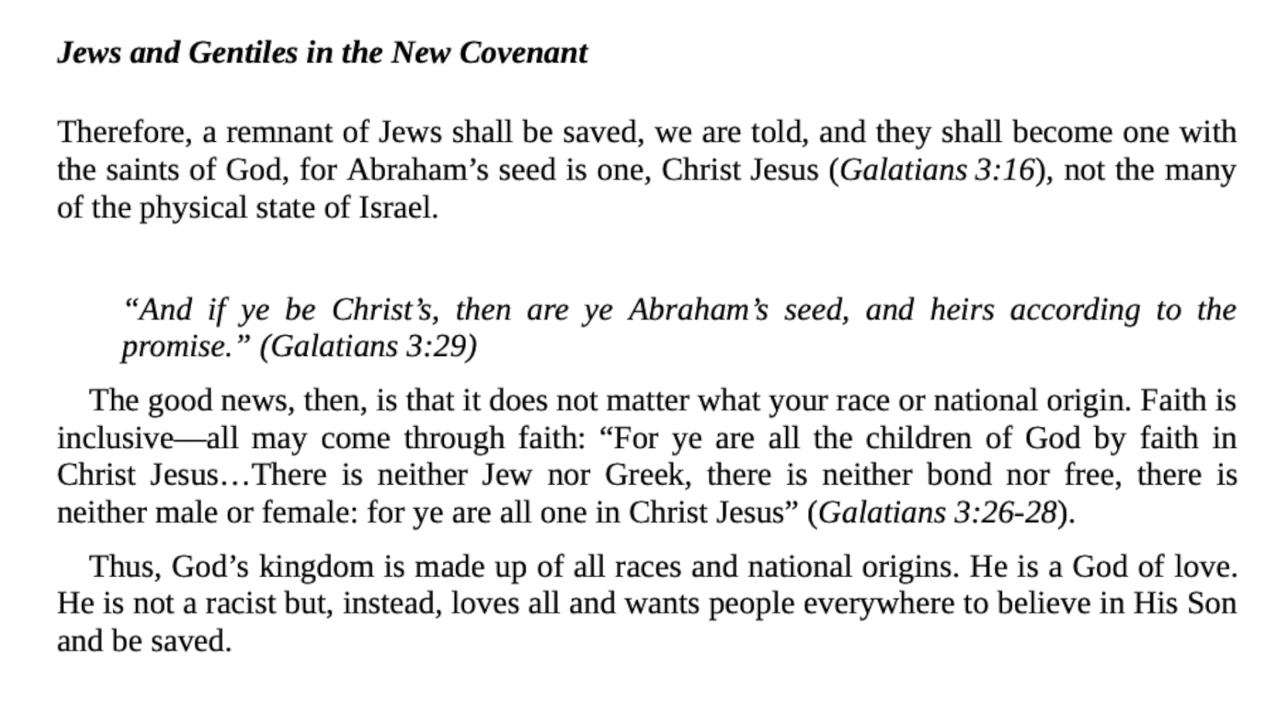 Jews and Gentiles in the New Covenant
Therefore, a remnant of Jews shall be saved, we are told, and they shall become one with
the saints of God, for Abraham’s seed is one, Christ Jesus (Galatians 3:16), not the many
of the physical state of Israel.
“And if ye be Christ’s, then are ye Abraham’s seed, and heirs according to the
promise.” (Galatians 3:29)
The good news, then, is that it does not matter what your race or national origin. Faith is
inclusive—all may come through faith: “For ye are all the children of God by faith in
Christ Jesus…There is neither Jew nor Greek, there is neither bond nor free, there is
neither male or female: for ye are all one in Christ Jesus” (Galatians 3:26-28).
Thus, God’s kingdom is made up of all races and national origins. He is a God of love.
He is not a racist but, instead, loves all and wants people everywhere to believe in His Son
and be saved.